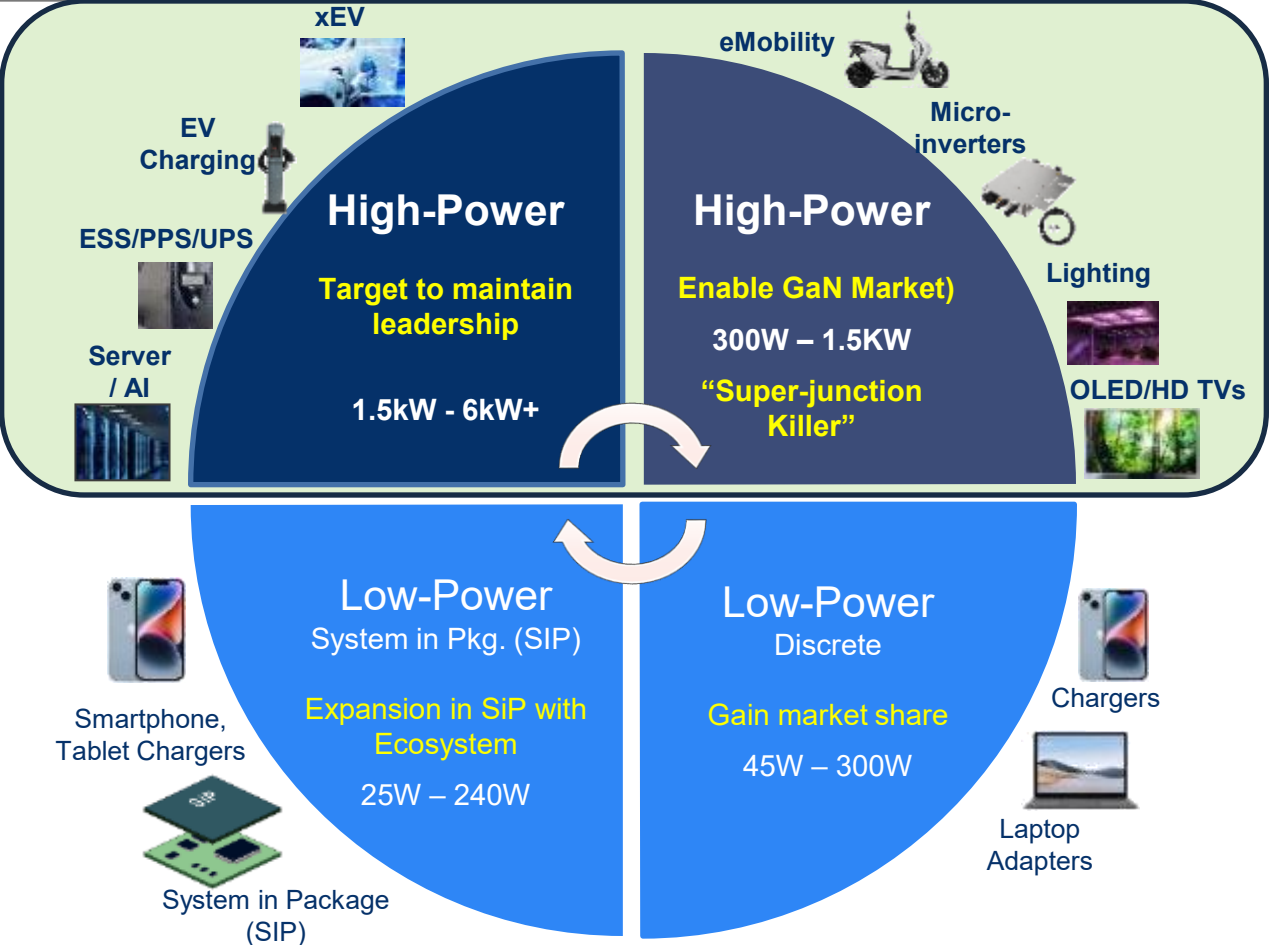 xEV
EV
Charging
ESS/PPS/UPS
Server
/ AI
High-Power
Target to maintain
leadership
1.5kW - 6kW+
eMobility
Micro-
inverters
Lighting
OLED/HD TVs
High-Power
Enable GaN Market)
300W – 1.5KW
“Super-junction
Killer”
Smartphone,
Tablet Chargers
SiP
System in Package
(SIP)
Low-Power
System in Pkg. (SIP)
Expansion in SiP with
Ecosystem
25W – 240W
Low-Power
Discrete
Gain market share
45W – 300W
Chargers
Laptop
Adapters